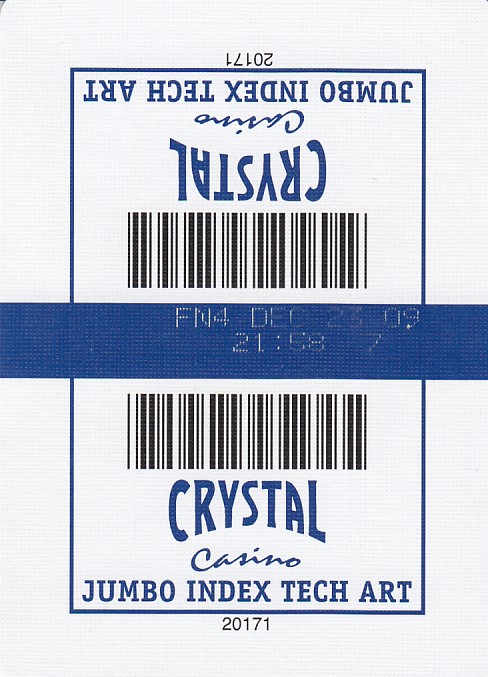 20171
JUMBO INDEX TECH ART
Casino
CRYSTAL
FN4 DEC 23 09
21:58 7
CRYSTAL
Casino
JUMBO INDEX TECH ART
20171